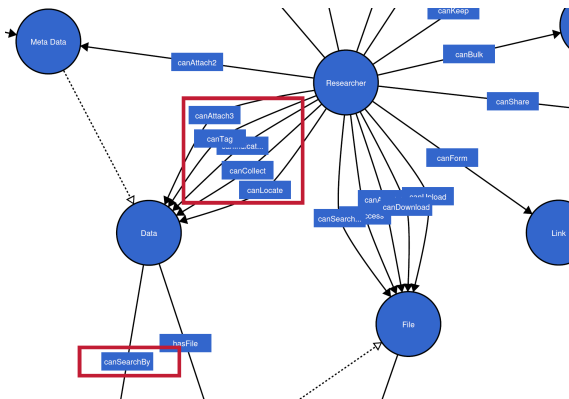 canKeep
Meta Data
canBulk
canAttach2
Researcher
canShare
canAttach3
canTag
canCollect
canForm
canLocate
canSearch...
canDownload
Data
Link
File
hasFile
canSearchBy